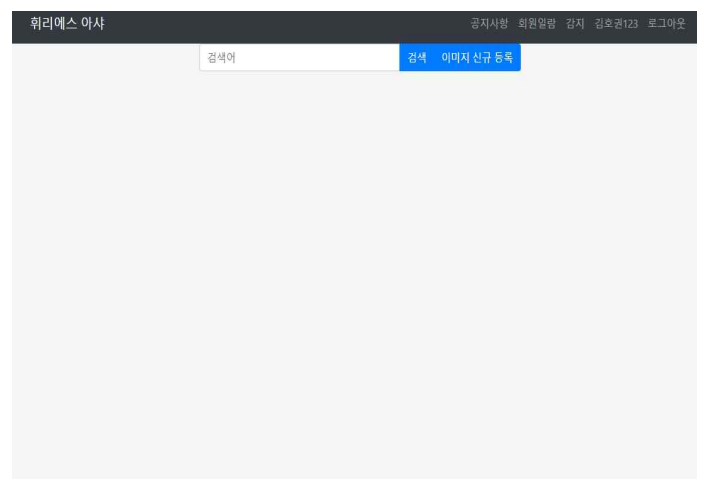 휘리에스 아샤
공지사항 회원일람 감지 김호권123 로그아웃
검색어 검색 이미지 신규 등록